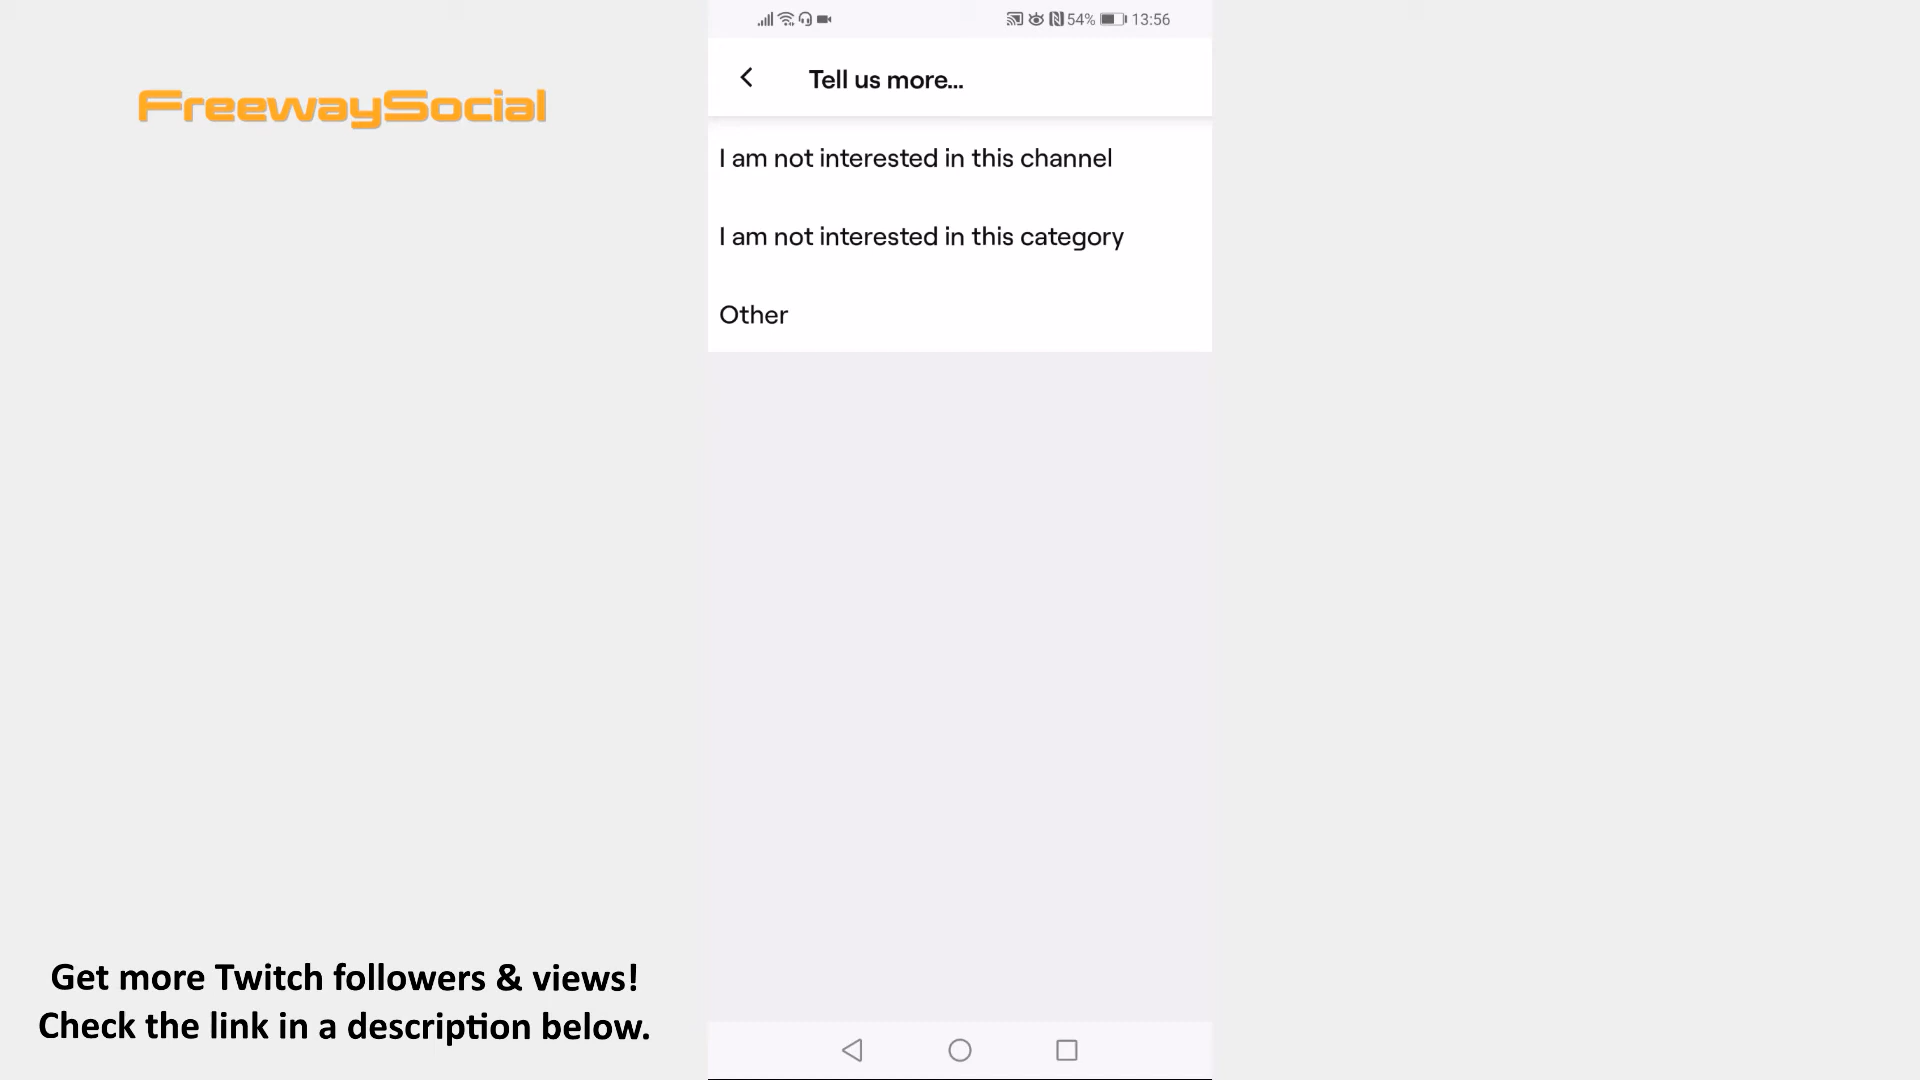 54% 13:56
FreewaySocial
Tell us more...
I am not interested in this channel
I am not interested in this category
Other
Get more Twitch followers & views!
Check the link in a description below.